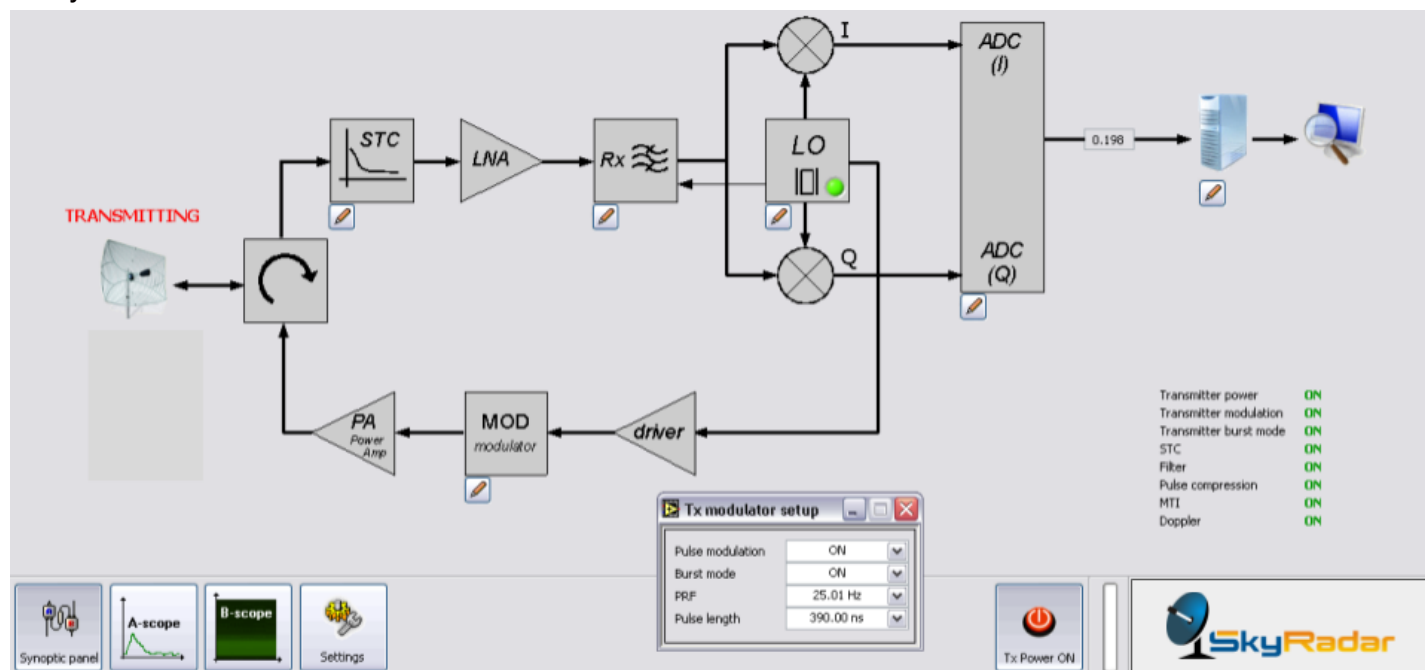 I
ADC
(I)
STC
LNA
Rx
LO
0.198
TRANSMITTING
Q
ADC
(Q)
PA
Power
Amp
MOD
modulator
driver
Transmitter power ON
Transmitter modulation ON
Transmitter burst mode ON
STC ON
Filter ON
Pulse compression ON
MTI ON
Doppler ON
Tx modulator setup
Pulse modulation ON
Burst mode ON
PRF 25.01 Hz
Pulse length 390.00 ns
Synoptic panel
A-scope
B-scope
Settings
Tx Power ON
SkyRadar